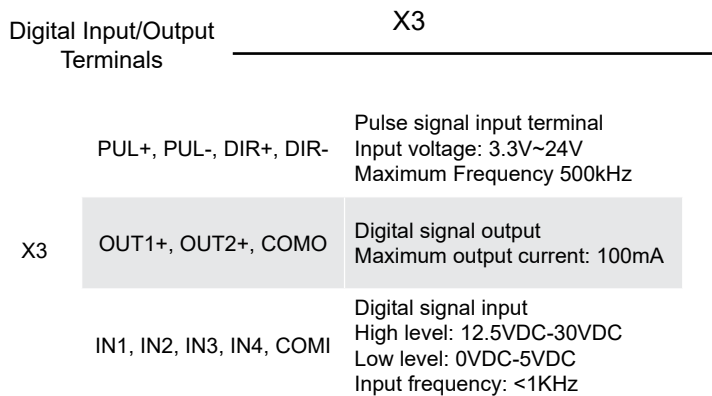 Digital Input/Output
Terminals
X3
X3
PUL+, PUL-, DIR+, DIR-
Pulse signal input terminal
Input voltage: 3.3V~24V
Maximum Frequency 500kHz
OUT1+, OUT2+, COMO
Digital signal output
Maximum output current: 100mA
IN1, IN2, IN3, IN4, COMI
Digital signal input
High level: 12.5VDC-30VDC
Low level: 0VDC-5VDC
Input frequency: <1KHz